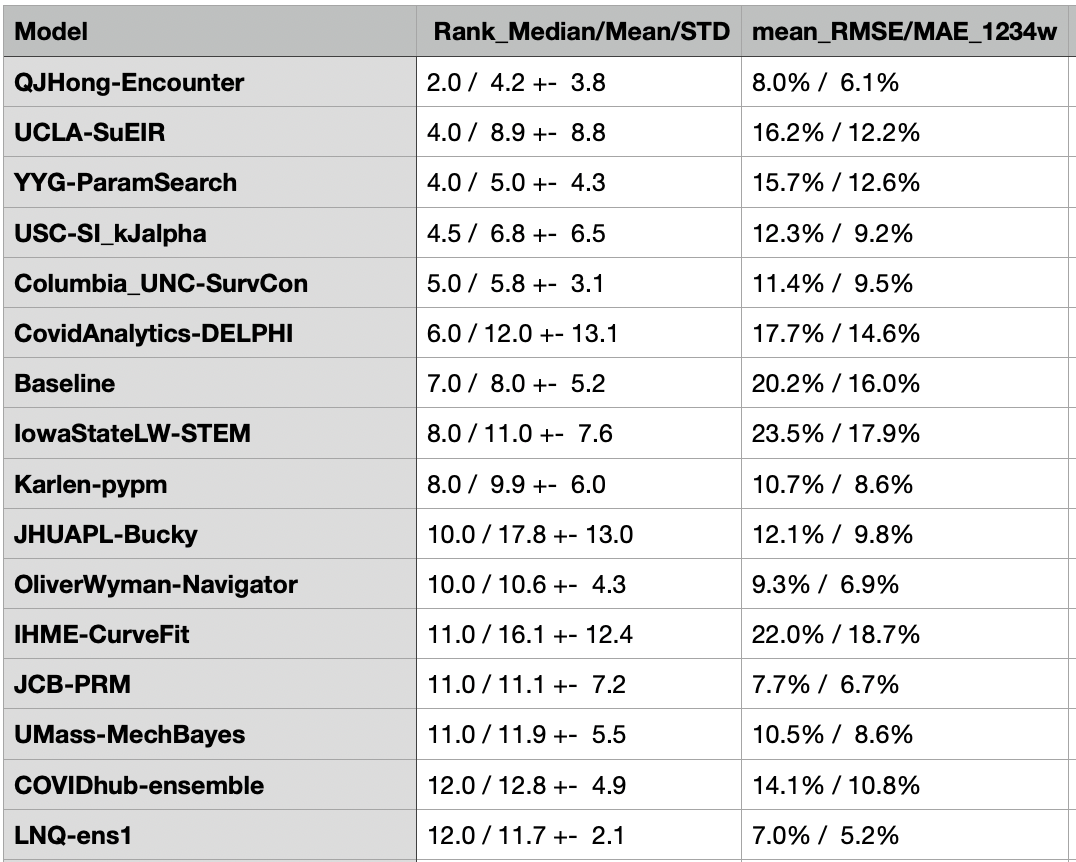 Model Rank_Median/Mean/STD mean_RMSE/MAE_1234w
QJHong-Encounter 2.0 / 4.2 +- 3.8 8.0% / 6.1%
UCLA-SuEIR 4.0 / 8.9 +- 8.8 16.2% / 12.2%
YYG-ParamSearch 4.0 / 5.0 +- 4.3 15.7% / 12.6%
USC-SI_kJalpha 4.5 / 6.8 +- 6.5 12.3% / 9.2%
Columbia_UNC-SurvCon 5.0 / 5.8 +- 3.1 11.4% / 9.5%
CovidAnalytics-DELPHI 6.0 / 12.0 +- 13.1 17.7% / 14.6%
Baseline 7.0 / 8.0 +- 5.2 20.2% / 16.0%
IowaStateLW-STEM 8.0 / 11.0 +- 7.6 23.5% / 17.9%
Karlen-pypm 8.0 / 9.9 +- 6.0 10.7% / 8.6%
JHUAPL-Bucky 10.0 / 17.8 +- 13.0 12.1% / 9.8%
OliverWyman-Navigator 10.0 / 10.6 +- 4.3 9.3% / 6.9%
IHME-CurveFit 11.0 / 16.1 +- 12.4 22.0% / 18.7%
JCB-PRM 11.0 / 11.1 +- 7.2 7.7% / 6.7%
UMass-MechBayes 11.0 / 11.9 +- 5.5 10.5% / 8.6%
COVIDhub-ensemble 12.0 / 12.8 +- 4.9 14.1% / 10.8%
LNQ-ens1 12.0 / 11.7 +- 2.1 7.0% / 5.2%